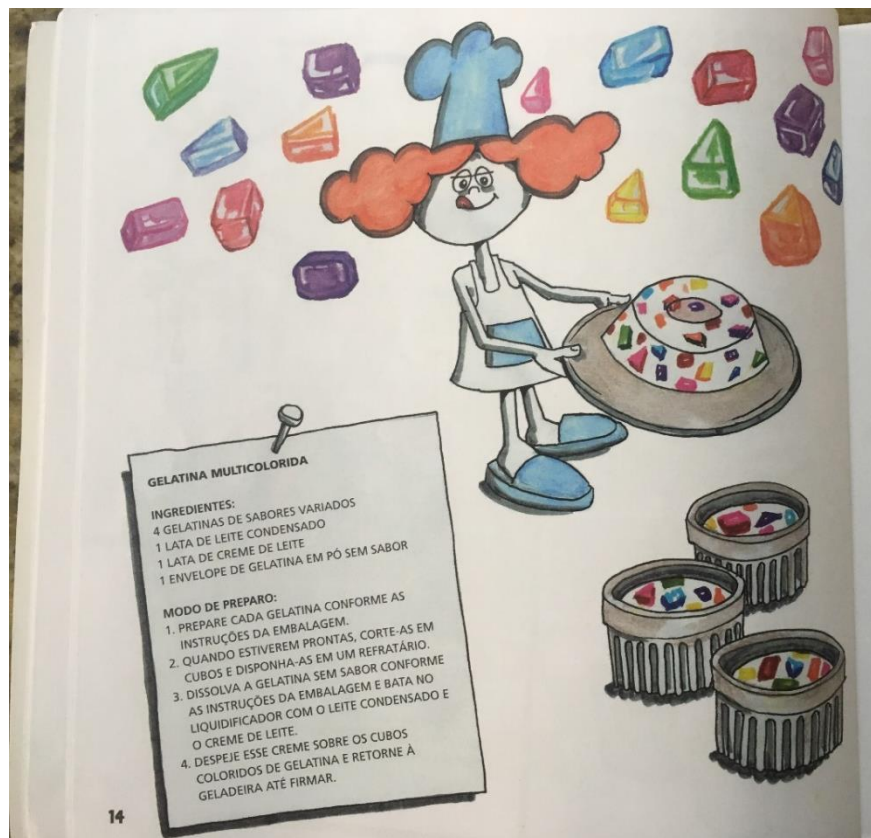 GELATINA MULTICOLORIDA
INGREDIENTES:
4 GELATINAS DE SABORES VARIADOS
1 LATA DE LEITE CONDENSADO
1 LATA DE CREME DE LEITE
1 ENVELOPE DE GELATINA EM PÓ SEM SABOR
MODO DE PREPARO:
1. PREPARE CADA GELATINA CONFORME AS
INSTRUÇÕES DA EMBALAGEM.
2. QUANDO ESTIVEREM PRONTAS, CORTE-AS EM
CUBOS E DISPONHA-AS EM UM REFRATÁRIO.
3. DISSOLVA A GELATINA SEM SABOR CONFORME
AS INSTRUÇÕES DA EMBALAGEM E BATA NO
LIQUIDIFICADOR COM O LEITE CONDENSADO E
O CREME DE LEITE.
4. DESPEJE ESSE CREME SOBRE OS CUBOS
COLORIDOS DE GELATINA E RETORNE À
GELADEIRA ATÉ FIRMAR.
14